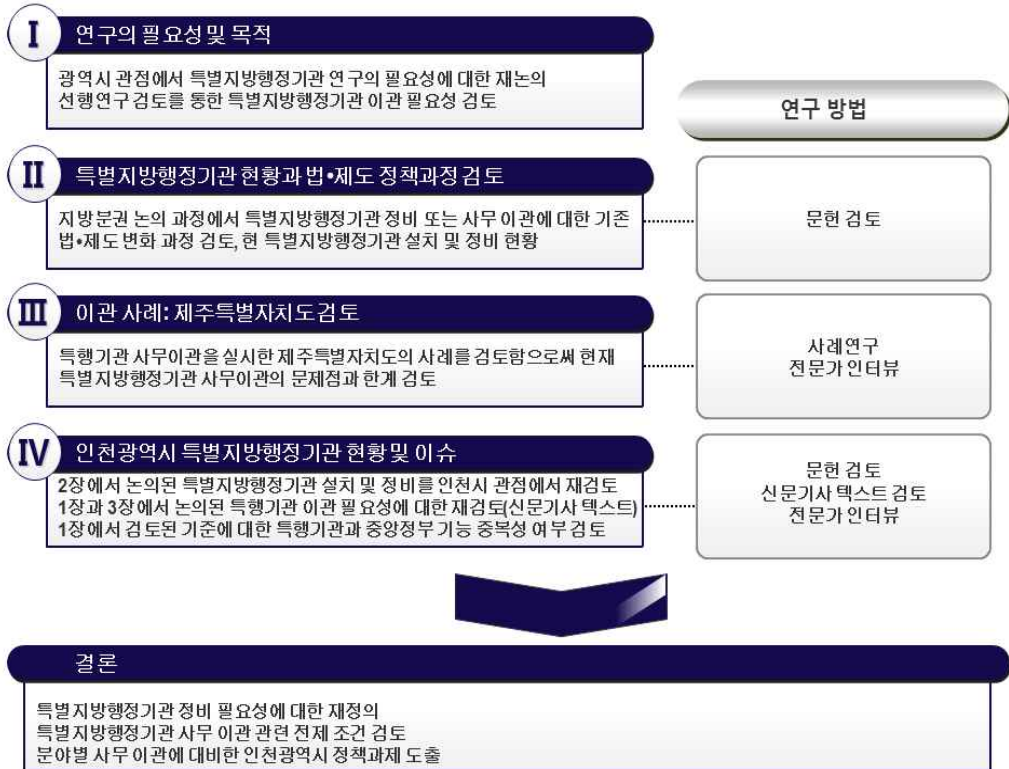 I
연구의 필요성 및 목적
광역시 관점에서 특별지방행정기관 연구의 필요성에 대한 재논의
선행연구 검토를 통한 특별지방행정기관 이관 필요성 검토
연구 방법
II
특별지방행정기관 현황과 법•제도 정책과정 검토
지방분권 논의 과정에서 특별지방행정기관 정비 또는 사무 이관에 대한 기존
법•제도 변화 과정 검토, 현 특별지방행정기관 설치 및 정비 현황
문헌 검토
III
이관 사례: 제주특별자치도 검토
특행기관 사무이관을 실시한 제주특별자치도의 사례를 검토함으로써 현재
특별지방행정기관 사무이관의 문제점과 한계 검토
사례연구
전문가 인터뷰
IV
인천광역시 특별지방행정기관 현황 및 이슈
2장에서 논의된 특별지방행정기관 설치 및 정비를 인천시 관점에서 재검토
1장과 3장에서 논의된 특행기관 이관 필요성에 대한 재검토(신문기사 텍스트)
1장에서 검토된 기준에 대한 특행기관과 중앙정부 기능 중복성 여부 검토
문헌 검토
신문기사 텍스트 검토
전문가 인터뷰
결론
특별지방행정기관 정비 필요성에 대한 재정의
특별지방행정기관 사무 이관 관련 전제 조건 검토
분야별 사무 이관에 대비한 인천광역시 정책과제 도출